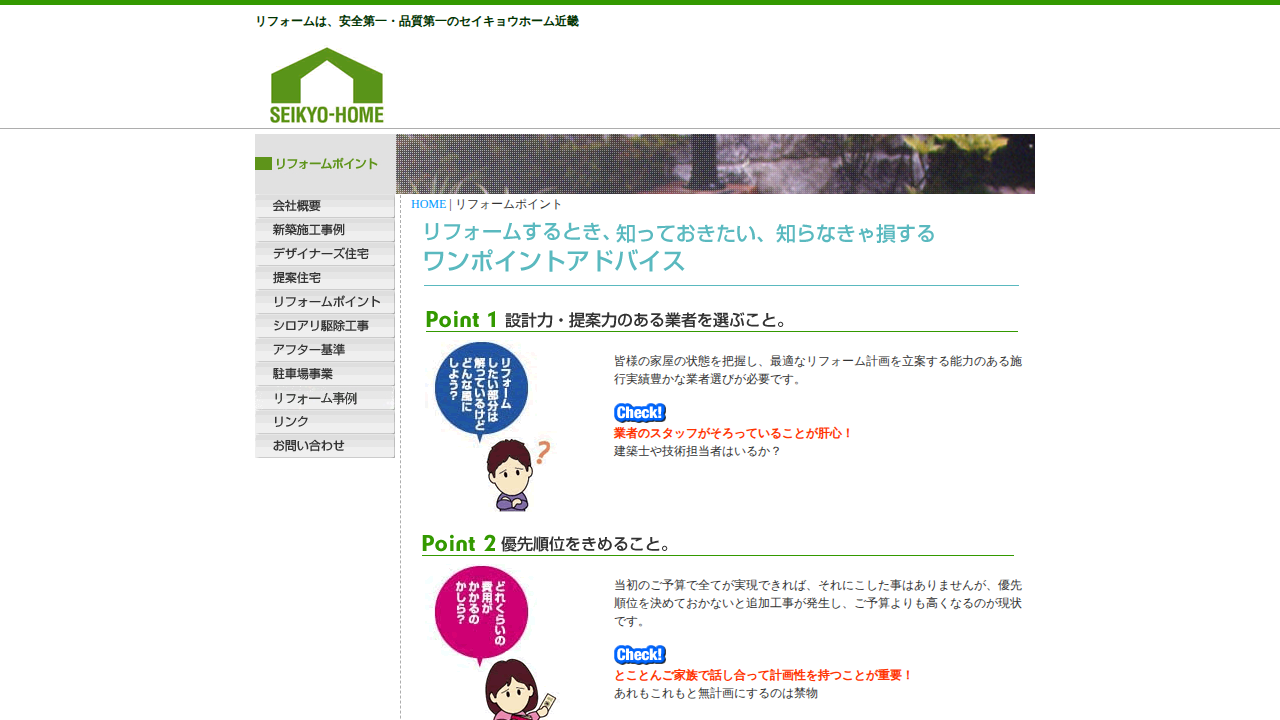 リフォームは、安全第一・品質第一のセイキョウホーム近畿
SEIKYO-HOME
リフォームポイント
会社概要
新築施工事例
デザイナーズ住宅
提案住宅
リフォームポイント
シロアリ駆除工事
アフター基準
駐車場事業
リフォーム事例
リンク
お問い合わせ
HOME | リフォームポイント
リフォームするとき、知っておきたい、知らなきゃ損する
ワンポイントアドバイス
Point 1 設計力・提案力のある業者を選ぶこと。
リフォーム
したい部分は
解っているけど
どんな風に
しよう？
?
皆様の家屋の状態を把握し、最適なリフォーム計画を立案する能力のある施
行実績豊かな業者選びが必要です。
Check!
業者のスタッフがそろっていることが肝心！
建築士や技術担当者はいるか？
Point 2 優先順位をきめること。
どれくらいの
費用が
かかるの
かしら？
当初のご予算で全てが実現できれば、それにこした事はありませんが、優先
順位を決めておかないと追加工事が発生し、ご予算よりも高くなるのが現状
です。
Check!
とことんご家族で話し合って計画性を持つことが重要！
あれもこれもと無計画にするのは禁物